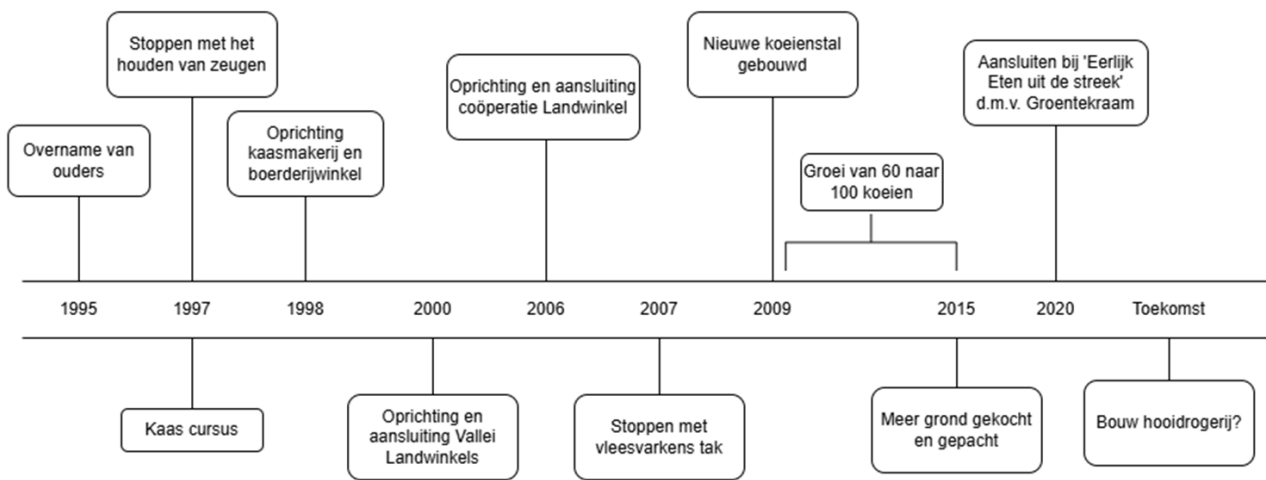 Stoppen met het
houden van zeugen
Nieuwe koeienstal
gebouwd
Oprichting en aansluiting
coöperatie Landwinkel
Aansluiten bij 'Eerlijk
Eten uit de streek'
d.m.v. Groentekraam
Overname van
ouders
Oprichting
kaasmakerij en
boerderijwinkel
Groei van 60 naar
100 koeien
1995 1997 1998 2000 2006 2007 2009 2015 2020 Toekomst
Kaas cursus
Oprichting en
aansluiting Vallei
Landwinkels
Stoppen met
vleesvarkens tak
Meer grond gekocht
en gepacht
Bouw hooidrogerij?